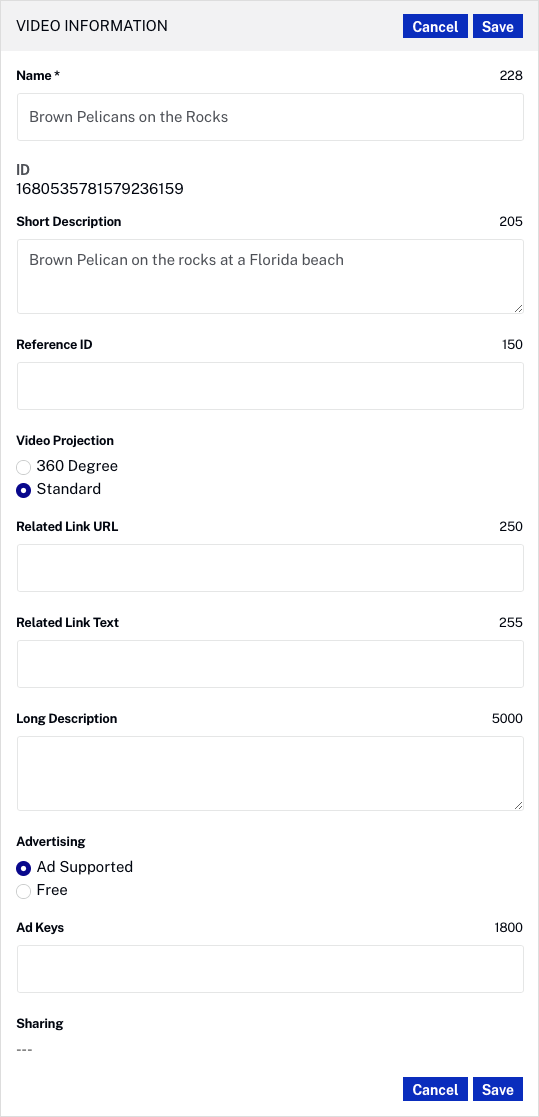 VIDEO INFORMATION Cancel Save
Name * 228
Brown Pelicans on the Rocks
ID
1680535781579236159
Short Description 205
Brown Pelican on the rocks at a Florida beach
Reference ID 150
Video Projection
360 Degree
Standard
Related Link URL 250
Related Link Text 255
Long Description 5000
Advertising
Ad Supported
Free
Ad Keys 1800
Sharing
---
Cancel Save